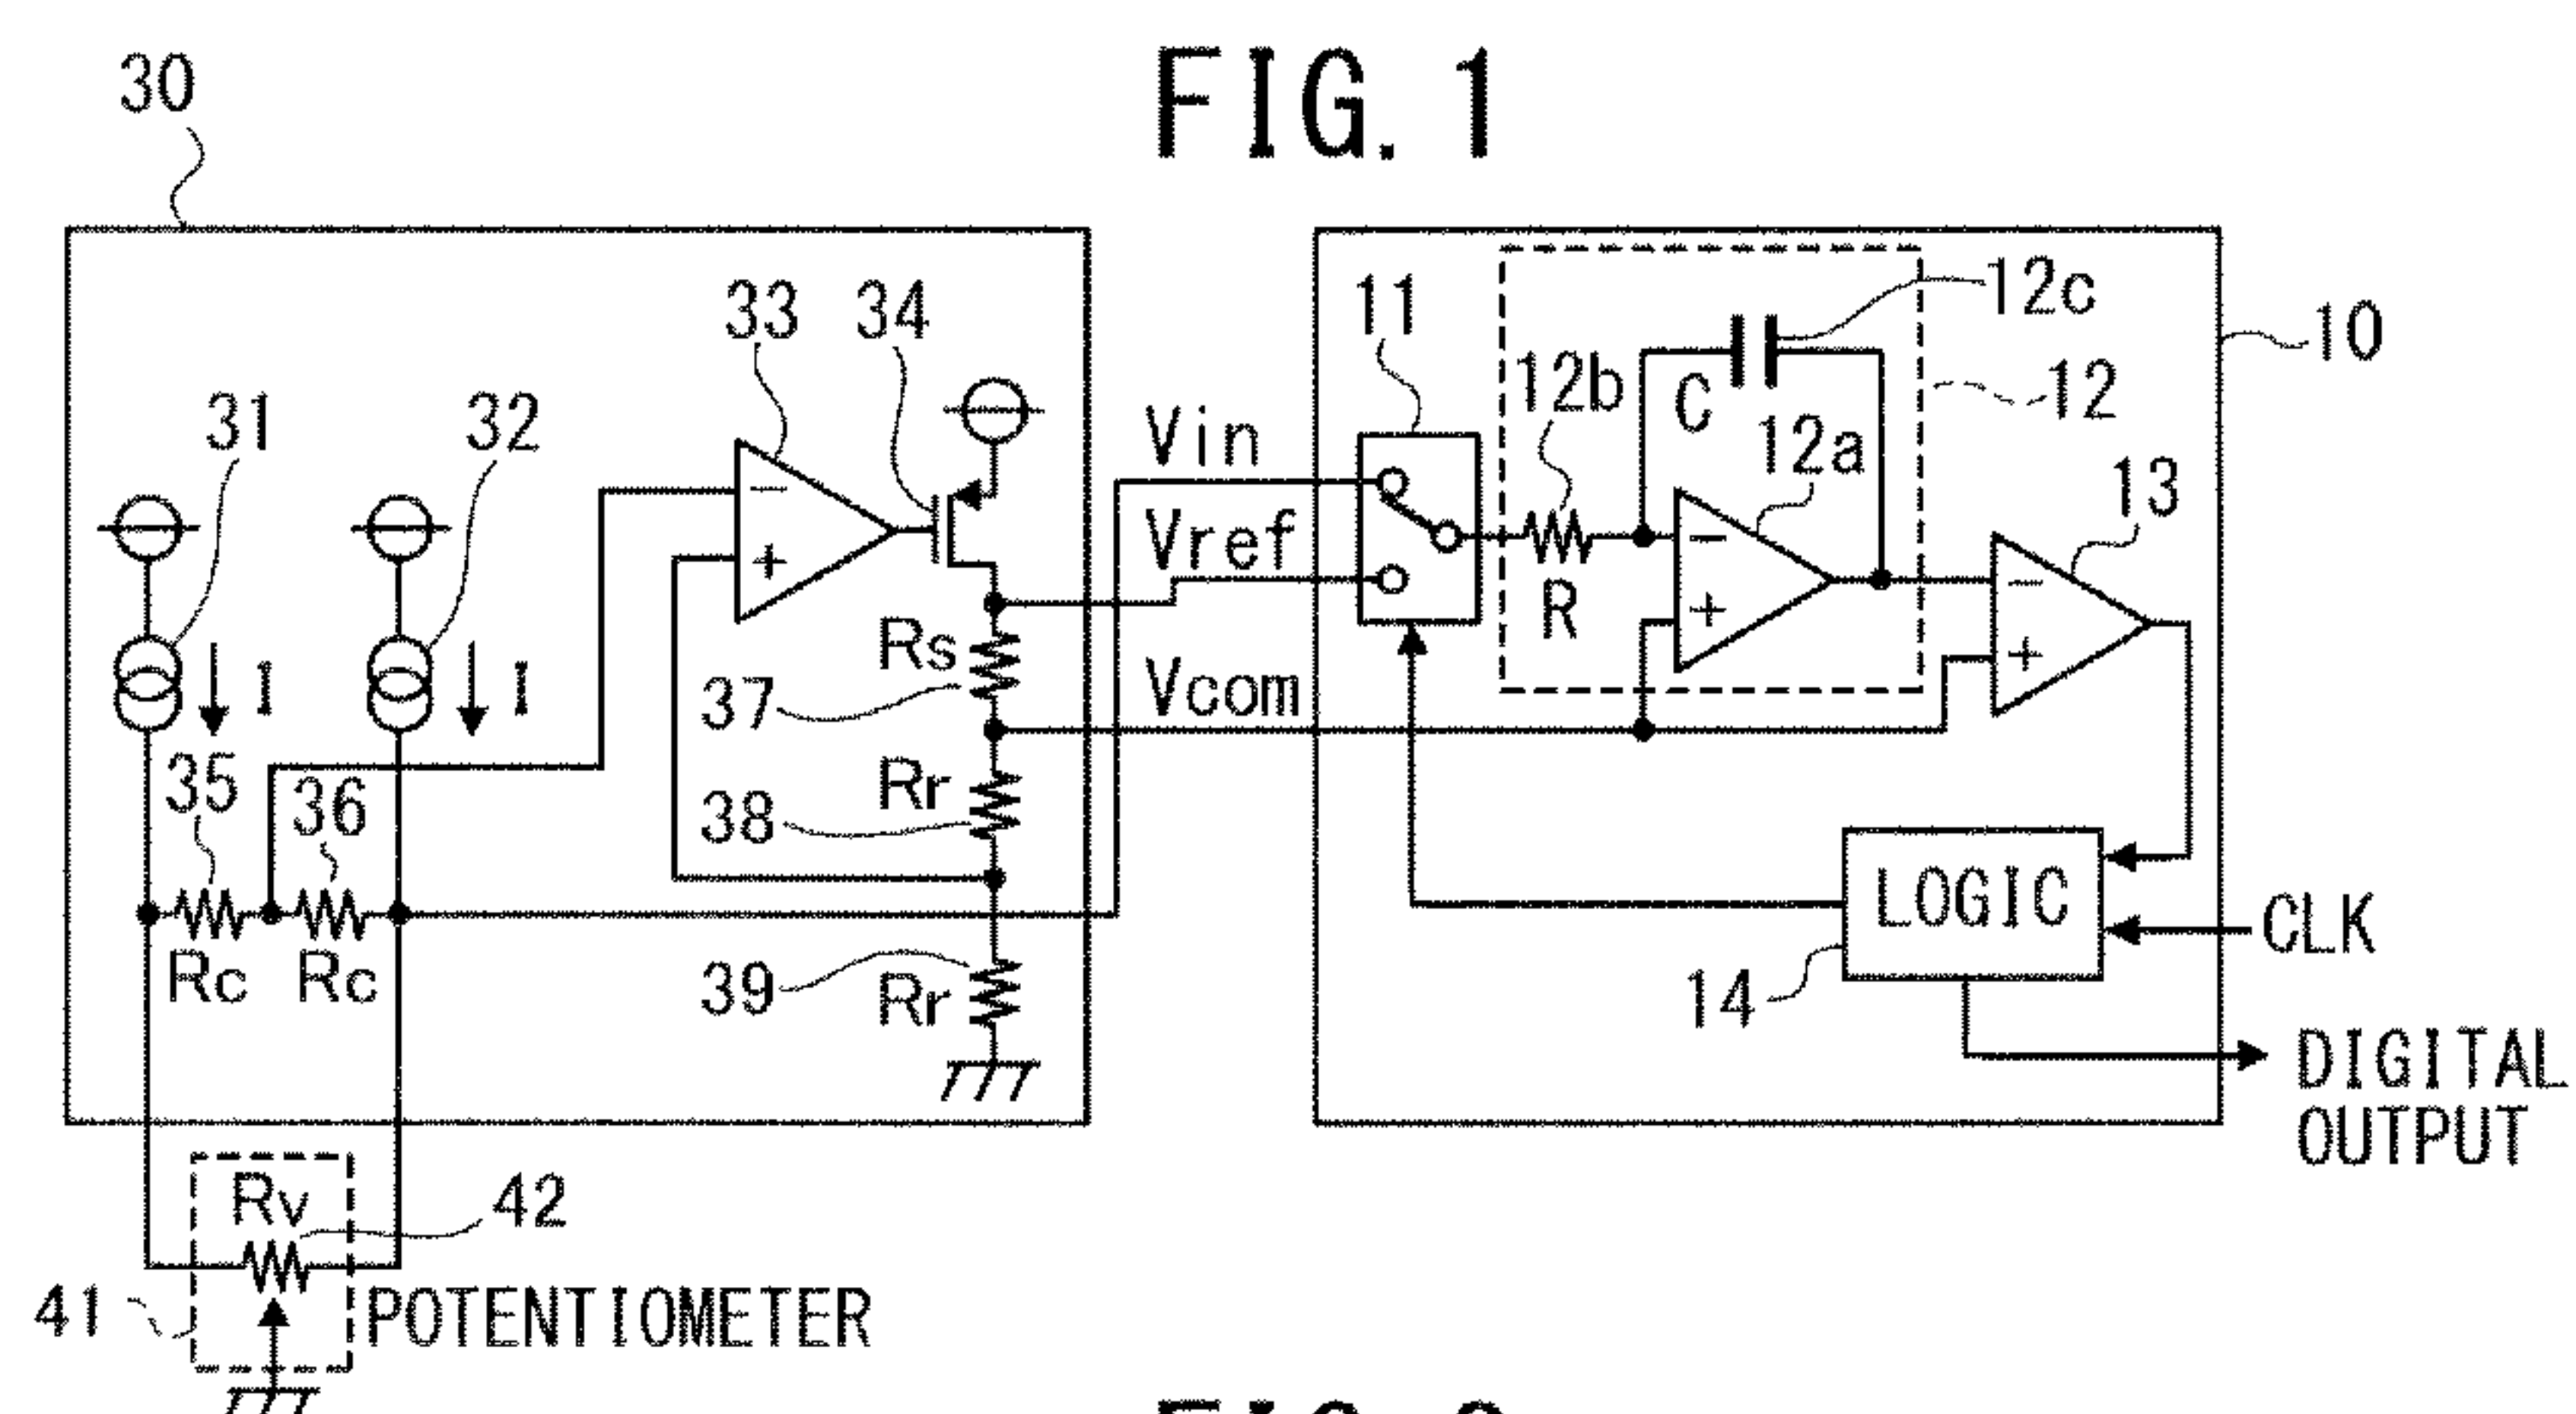 FIG. 1
30
33
34
31
32
I
I
35
36
Rc
Rc
Rs
37
Rr
38
39
Rr
Vin
Vref
Vcom
11
12b
R
C
12c
12a
12
10
13
LOGIC
14
CLK
DIGITAL
OUTPUT
Rv
42
41
POTENTIOMETER